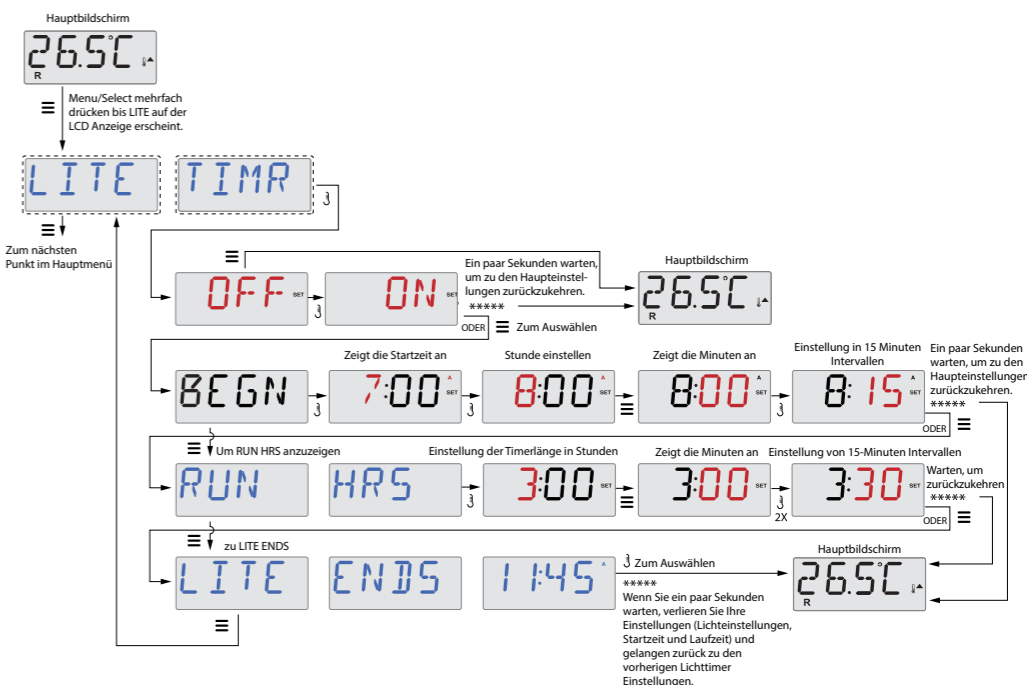 Hauptbildschirm
26.5°C
R
Menu/Select mehrfach
drücken bis LITE auf der
LCD Anzeige erscheint.
LITE TIMR
Zum nächsten
Punkt im Hauptmenü
OFF SET
ON SET
Ein paar Sekunden warten,
um zu den Haupteinstel-
lungen zurückzukehren.
*****
ODER
Zum Auswählen
Hauptbildschirm
26.5°C
R
BEGN
Zeigt die Startzeit an
7:00 A SET
Stunde einstellen
8:00 A SET
Zeigt die Minuten an
8:00 A SET
Einstellung in 15 Minuten
Intervallen
8:15 A SET
Ein paar Sekunden
warten, um zu den
Haupteinstellungen
zurückzukehren.
*****
ODER
Um RUN HRS anzuzeigen
RUN HRS
Einstellung der Timerlänge in Stunden
3:00 SET
Zeigt die Minuten an
3:00 SET
2X
Einstellung von 15-Minuten Intervallen
3:30 SET
Warten, um
zurückzukehren
*****
ODER
zu LITE ENDS
LITE ENDS 11:45 A
Zum Auswählen
*****
Wenn Sie ein paar Sekunden
warten, verlieren Sie Ihre
Einstellungen (Lichteinstellungen,
Startzeit und Laufzeit) und
gelangen zurück zu den
vorherigen Lichttimer
Einstellungen.
Hauptbildschirm
26.5°C
R